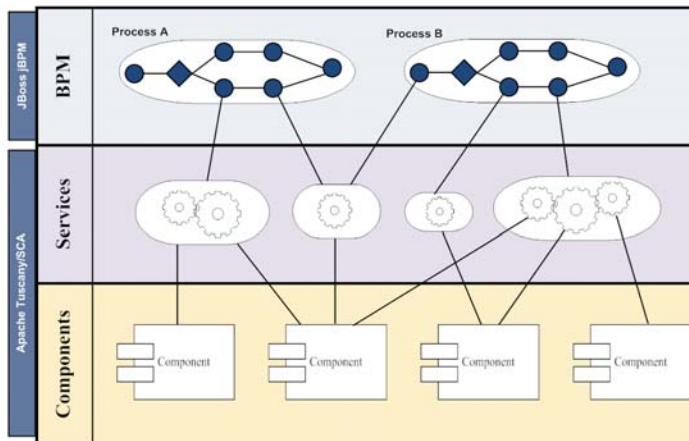 JBoss jBPM
BPM
Process A
Process B
Apache Tuscany/SCA
Services
Components
Component
Component
Component
Component